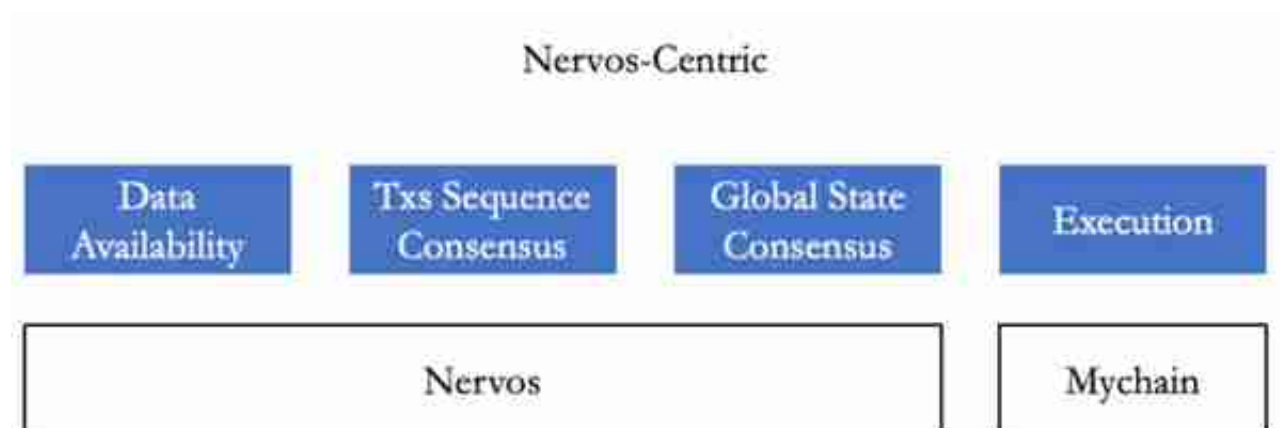 Nervos-Centric
Data
Availability
Txs Sequence
Consensus
Global State
Consensus
Execution
Nervos
Mychain